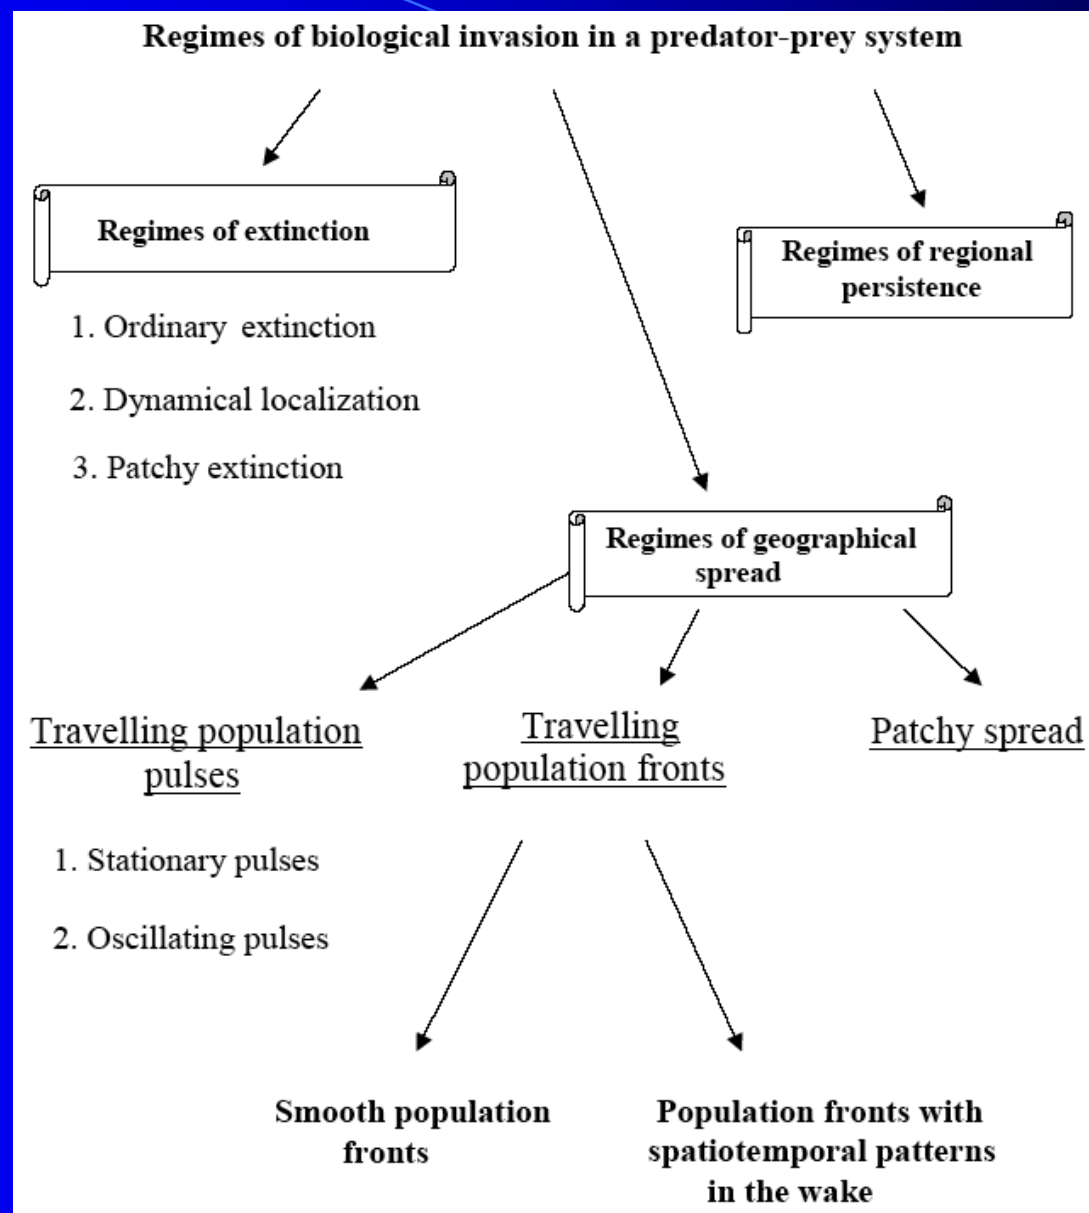 Regimes of biological invasion in a predator-prey system
Regimes of extinction
1. Ordinary extinction
2. Dynamical localization
3. Patchy extinction
Regimes of regional
persistence
Regimes of geographical
spread
Travelling population
pulses
1. Stationary pulses
2. Oscillating pulses
Travelling
population fronts
Patchy spread
Smooth population
fronts
Population fronts with
spatiotemporal patterns
in the wake